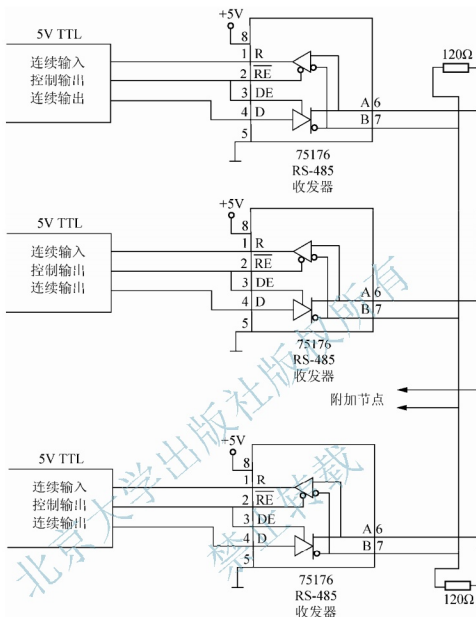 +5V
5V TTL
8
120Ω
连续输入
1 R
控制输出
2 RE
3 DE
A 6
连续输出
4 D
B 7
5
75176
RS-485
收发器
5V TTL
+5V
8
连续输入
1 R
控制输出
2 RE
连续输出
3 DE
A 6
4 D
B 7
5
75176
RS-485
收发器
附加节点
+5V
5V TTL
8
连续输入
1 R
控制输出
2 RE
连续输出
3 DE
A 6
4 D
B 7
5
75176
RS-485
收发器
120Ω
北京大学出版社版权所有
禁止转载